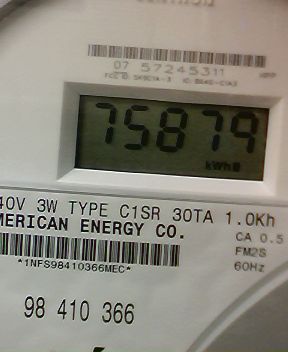 07 57245311
75879
kWh
40V 3W TYPE C1SR 30TA 1.0Kh
MERICAN ENERGY CO.
CA 0.5
*1NFS98410366MEC*
FM2S
60Hz
98 410 366